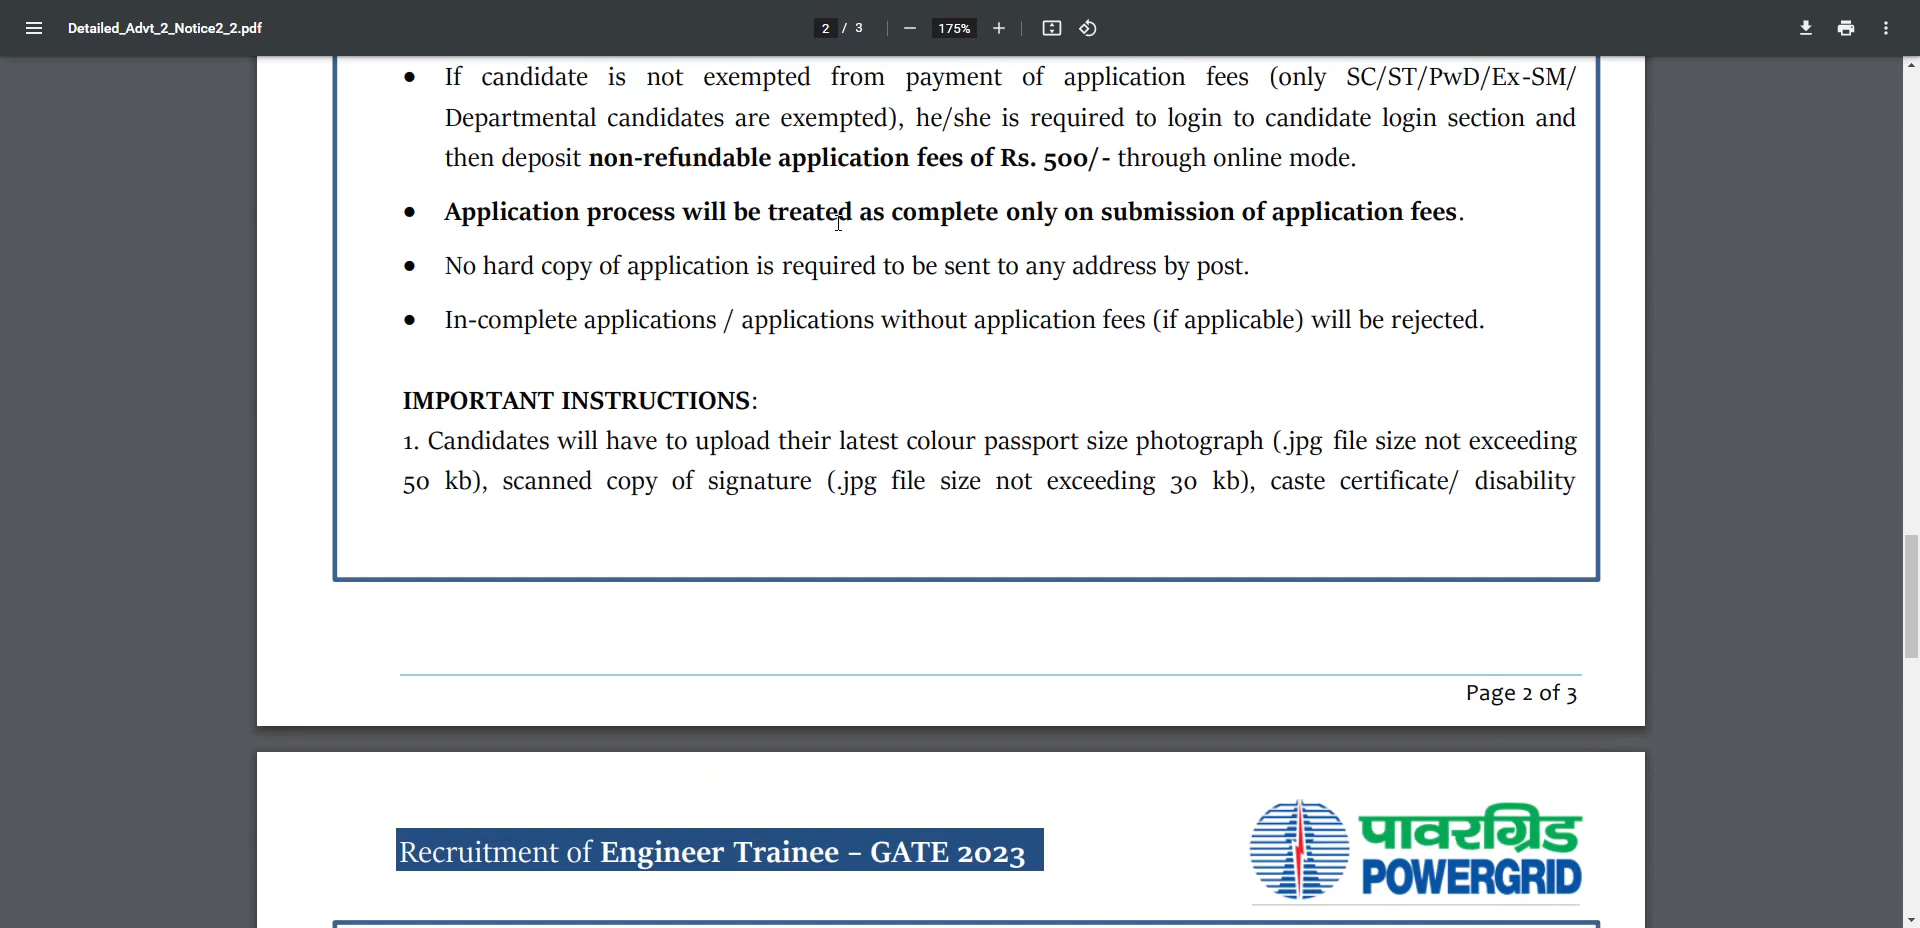 Detailed_Advt_2_Notice2_2.pdf
2 / 3
175%
• If candidate is not exempted from payment of application fees (only SC/ST/PwD/Ex-SM/
Departmental candidates are exempted), he/she is required to login to candidate login section and
then deposit non-refundable application fees of Rs. 500/- through online mode.
• Application process will be treated as complete only on submission of application fees.
• No hard copy of application is required to be sent to any address by post.
• In-complete applications / applications without application fees (if applicable) will be rejected.
IMPORTANT INSTRUCTIONS:
1. Candidates will have to upload their latest colour passport size photograph (.jpg file size not exceeding
50 kb), scanned copy of signature (.jpg file size not exceeding 30 kb), caste certificate/ disability
Page 2 of 3
Recruitment of Engineer Trainee – GATE 2023
पावरग्रिड
POWERGRID